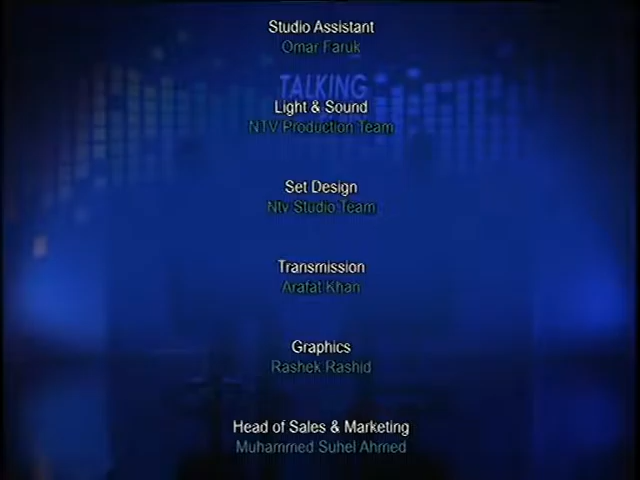 Studio Assistant
Omar Faruk
TALKING
Light & Sound
NTV Production Team
Set Design
Ntv Studio Team
Transmission
Arafat Khan
Graphics
Rashek Rashid
Head of Sales & Marketing
Muhammed Suhel Ahmed